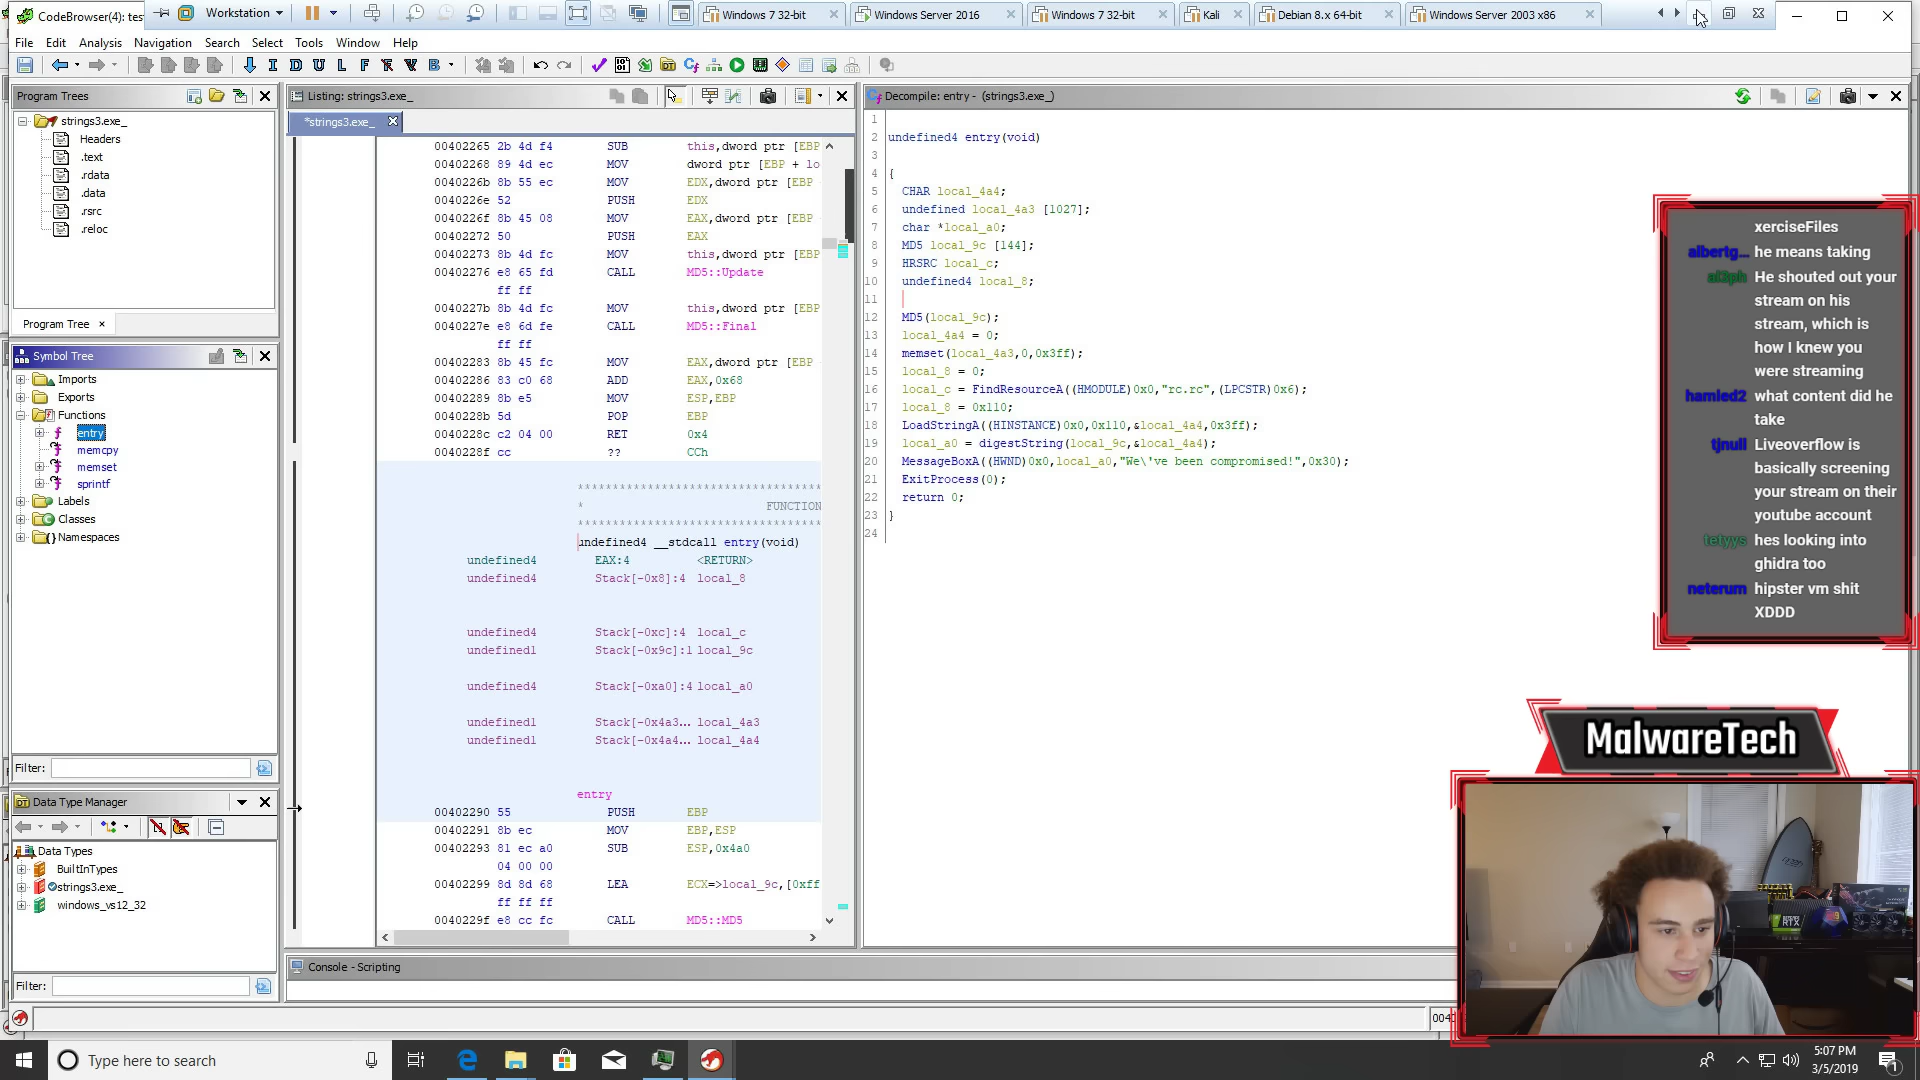 CodeBrowser(4): tes
Workstation
Windows 7 32-bit
Windows Server 2016
Windows 7 32-bit
Kali
Debian 8.x 64-bit
Windows Server 2003 x86
File Edit Analysis Navigation Search Select Tools Window Help
I D U L F B
Program Trees
strings3.exe_
Headers
.text
.rdata
.data
.rsrc
.reloc
Program Tree
Symbol Tree
Imports
Exports
Functions
entry
memcpy
memset
sprintf
Labels
Classes
Namespaces
Filter:
Data Type Manager
Data Types
BuiltInTypes
strings3.exe_
windows_vs12_32
Filter:
Listing: strings3.exe_
*strings3.exe_
00402265 2b 4d f4 SUB this,dword ptr [EBP
00402268 89 4d ec MOV dword ptr [EBP + lo
0040226b 8b 55 ec MOV EDX,dword ptr [EBP
0040226e 52 PUSH EDX
0040226f 8b 45 08 MOV EAX,dword ptr [EBP
00402272 50 PUSH EAX
00402273 8b 4d fc MOV this,dword ptr [EBP
00402276 e8 65 fd CALL MD5::Update
ff ff
0040227b 8b 4d fc MOV this,dword ptr [EBP
0040227e e8 6d fe CALL MD5::Final
ff ff
00402283 8b 45 fc MOV EAX,dword ptr [EBP
00402286 83 c0 68 ADD EAX,0x68
00402289 8b e5 MOV ESP,EBP
0040228b 5d POP EBP
0040228c c2 04 00 RET 0x4
0040228f cc ?? CCh
**********************
* FUNCTION
**********************
undefined4 __stdcall entry(void)
undefined4 EAX:4 <RETURN>
undefined4 Stack[-0x8]:4 local_8
undefined4 Stack[-0xc]:4 local_c
undefined1 Stack[-0x9c]:1 local_9c
undefined4 Stack[-0xa0]:4 local_a0
undefined1 Stack[-0x4a3... local_4a3
undefined1 Stack[-0x4a4... local_4a4
entry
00402290 55 PUSH EBP
00402291 8b ec MOV EBP,ESP
00402293 81 ec a0 SUB ESP,0x4a0
04 00 00
00402299 8d 8d 68 LEA ECX=>local_9c,[0xff
ff ff ff
0040229f e8 cc fc CALL MD5::MD5
Console - Scripting
Decompile: entry - (strings3.exe_)
1
2 undefined4 entry(void)
3
4 {
5 CHAR local_4a4;
6 undefined local_4a3 [1027];
7 char *local_a0;
8 MD5 local_9c [144];
9 HRSRC local_c;
10 undefined4 local_8;
11
12 MD5(local_9c);
13 local_4a4 = 0;
14 memset(local_4a3,0,0x3ff);
15 local_8 = 0;
16 local_c = FindResourceA((HMODULE)0x0,"rc.rc",(LPCSTR)0x6);
17 local_8 = 0x110;
18 LoadStringA((HINSTANCE)0x0,0x110,&local_4a4,0x3ff);
19 local_a0 = digestString(local_9c,&local_4a4);
20 MessageBoxA((HWND)0x0,local_a0,"We\'ve been compromised!",0x30);
21 ExitProcess(0);
22 return 0;
23 }
24
xerciseFiles
albertg... he means taking
al3ph He shouted out your
stream on his
stream, which is
how I knew you
were streaming
hamled2 what content did he
take
tjnull Liveoverflow is
basically screening
your stream on their
youtube account
tetyys hes looking into
ghidra too
neterum hipster vm shit
XDDD
MalwareTech
004
Type here to search
5:07 PM
3/5/2019
1